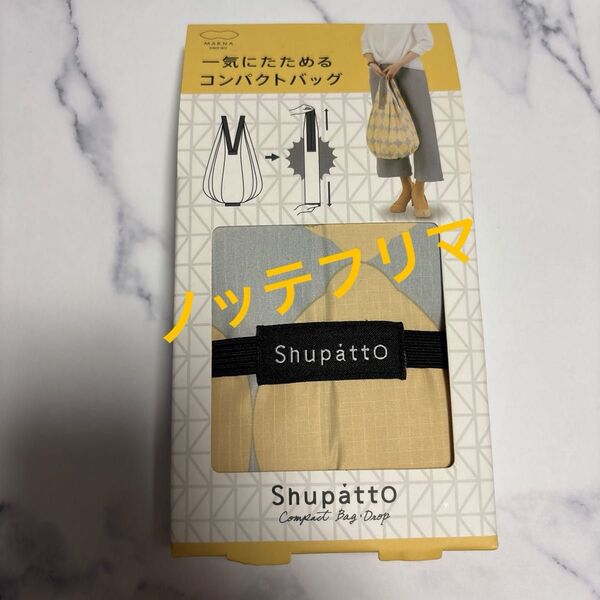 MARNA
一気にたためる
コンパクトバッグ
ノッテフリマ
Shupatto
Shupatto
Compact Bag・Drop